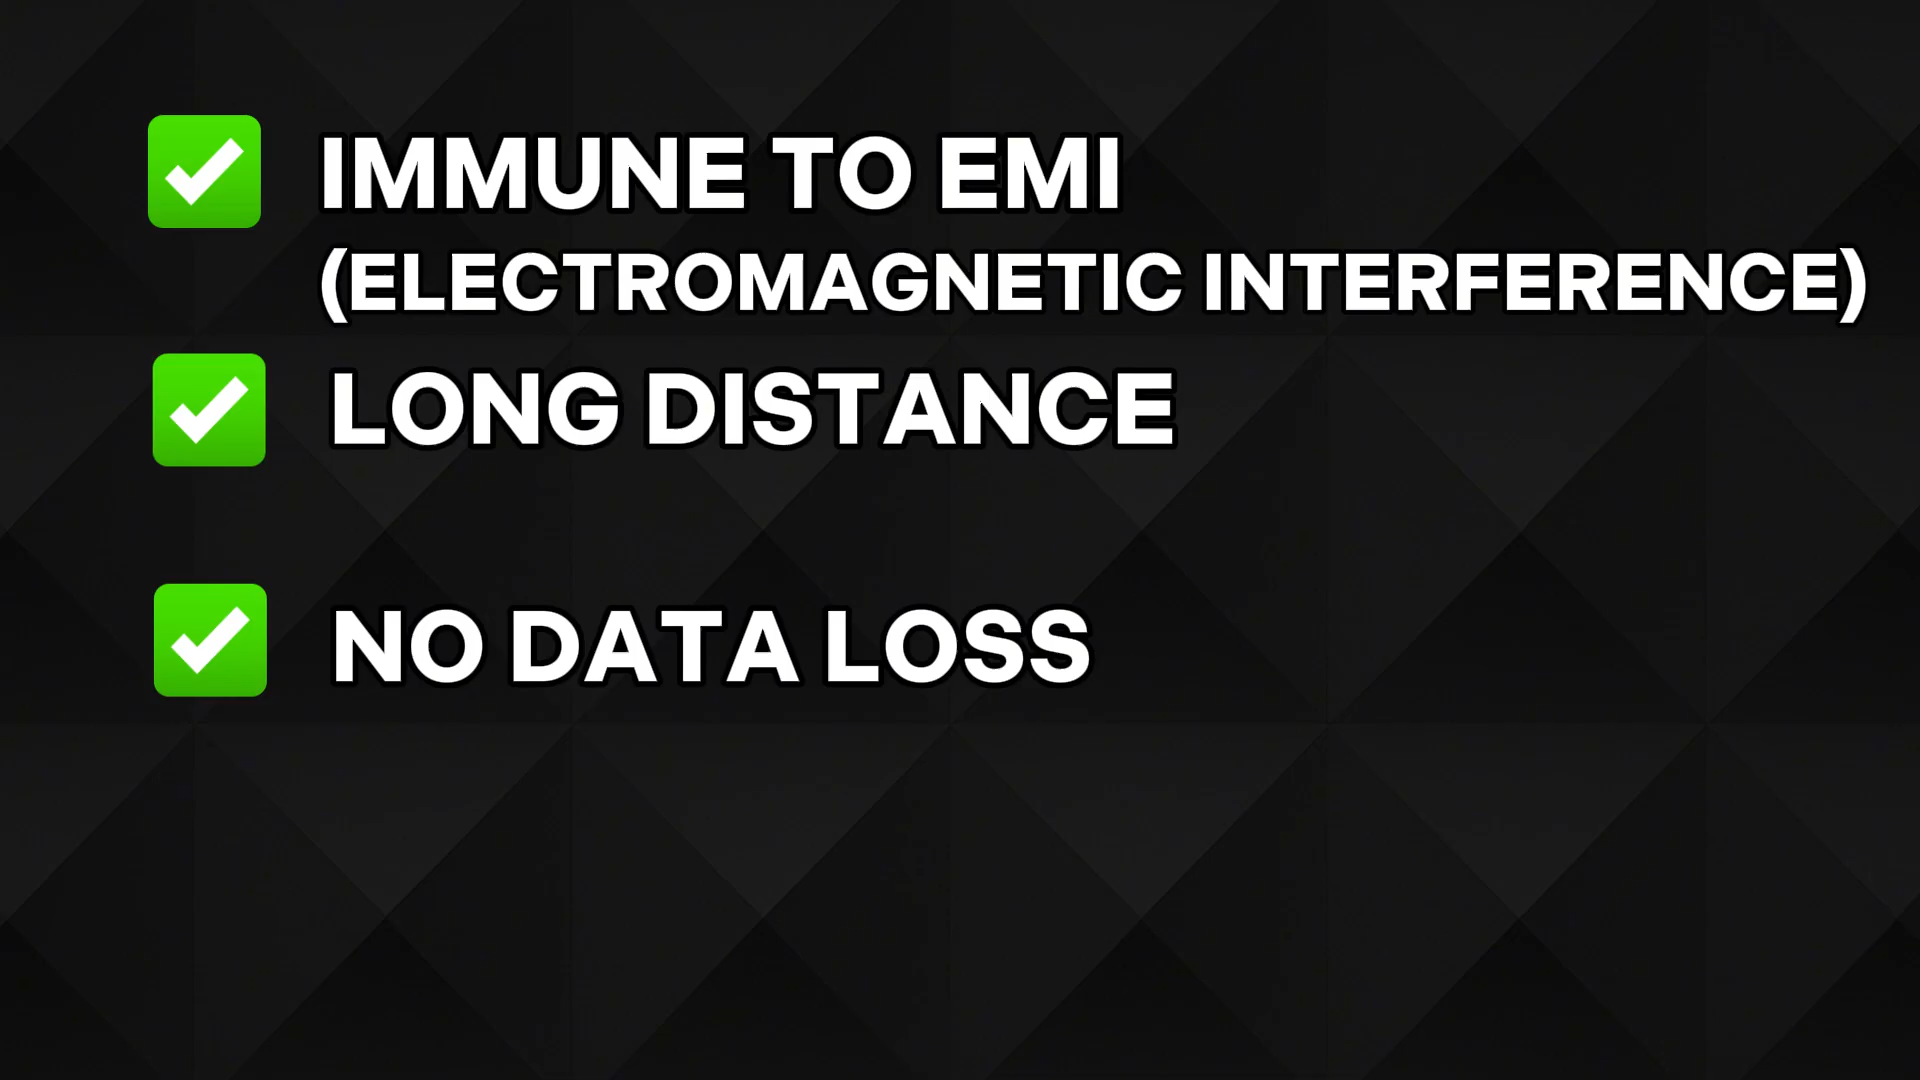 IMMUNE TO EMI
(ELECTROMAGNETIC INTERFERENCE)
LONG DISTANCE
NO DATA LOSS